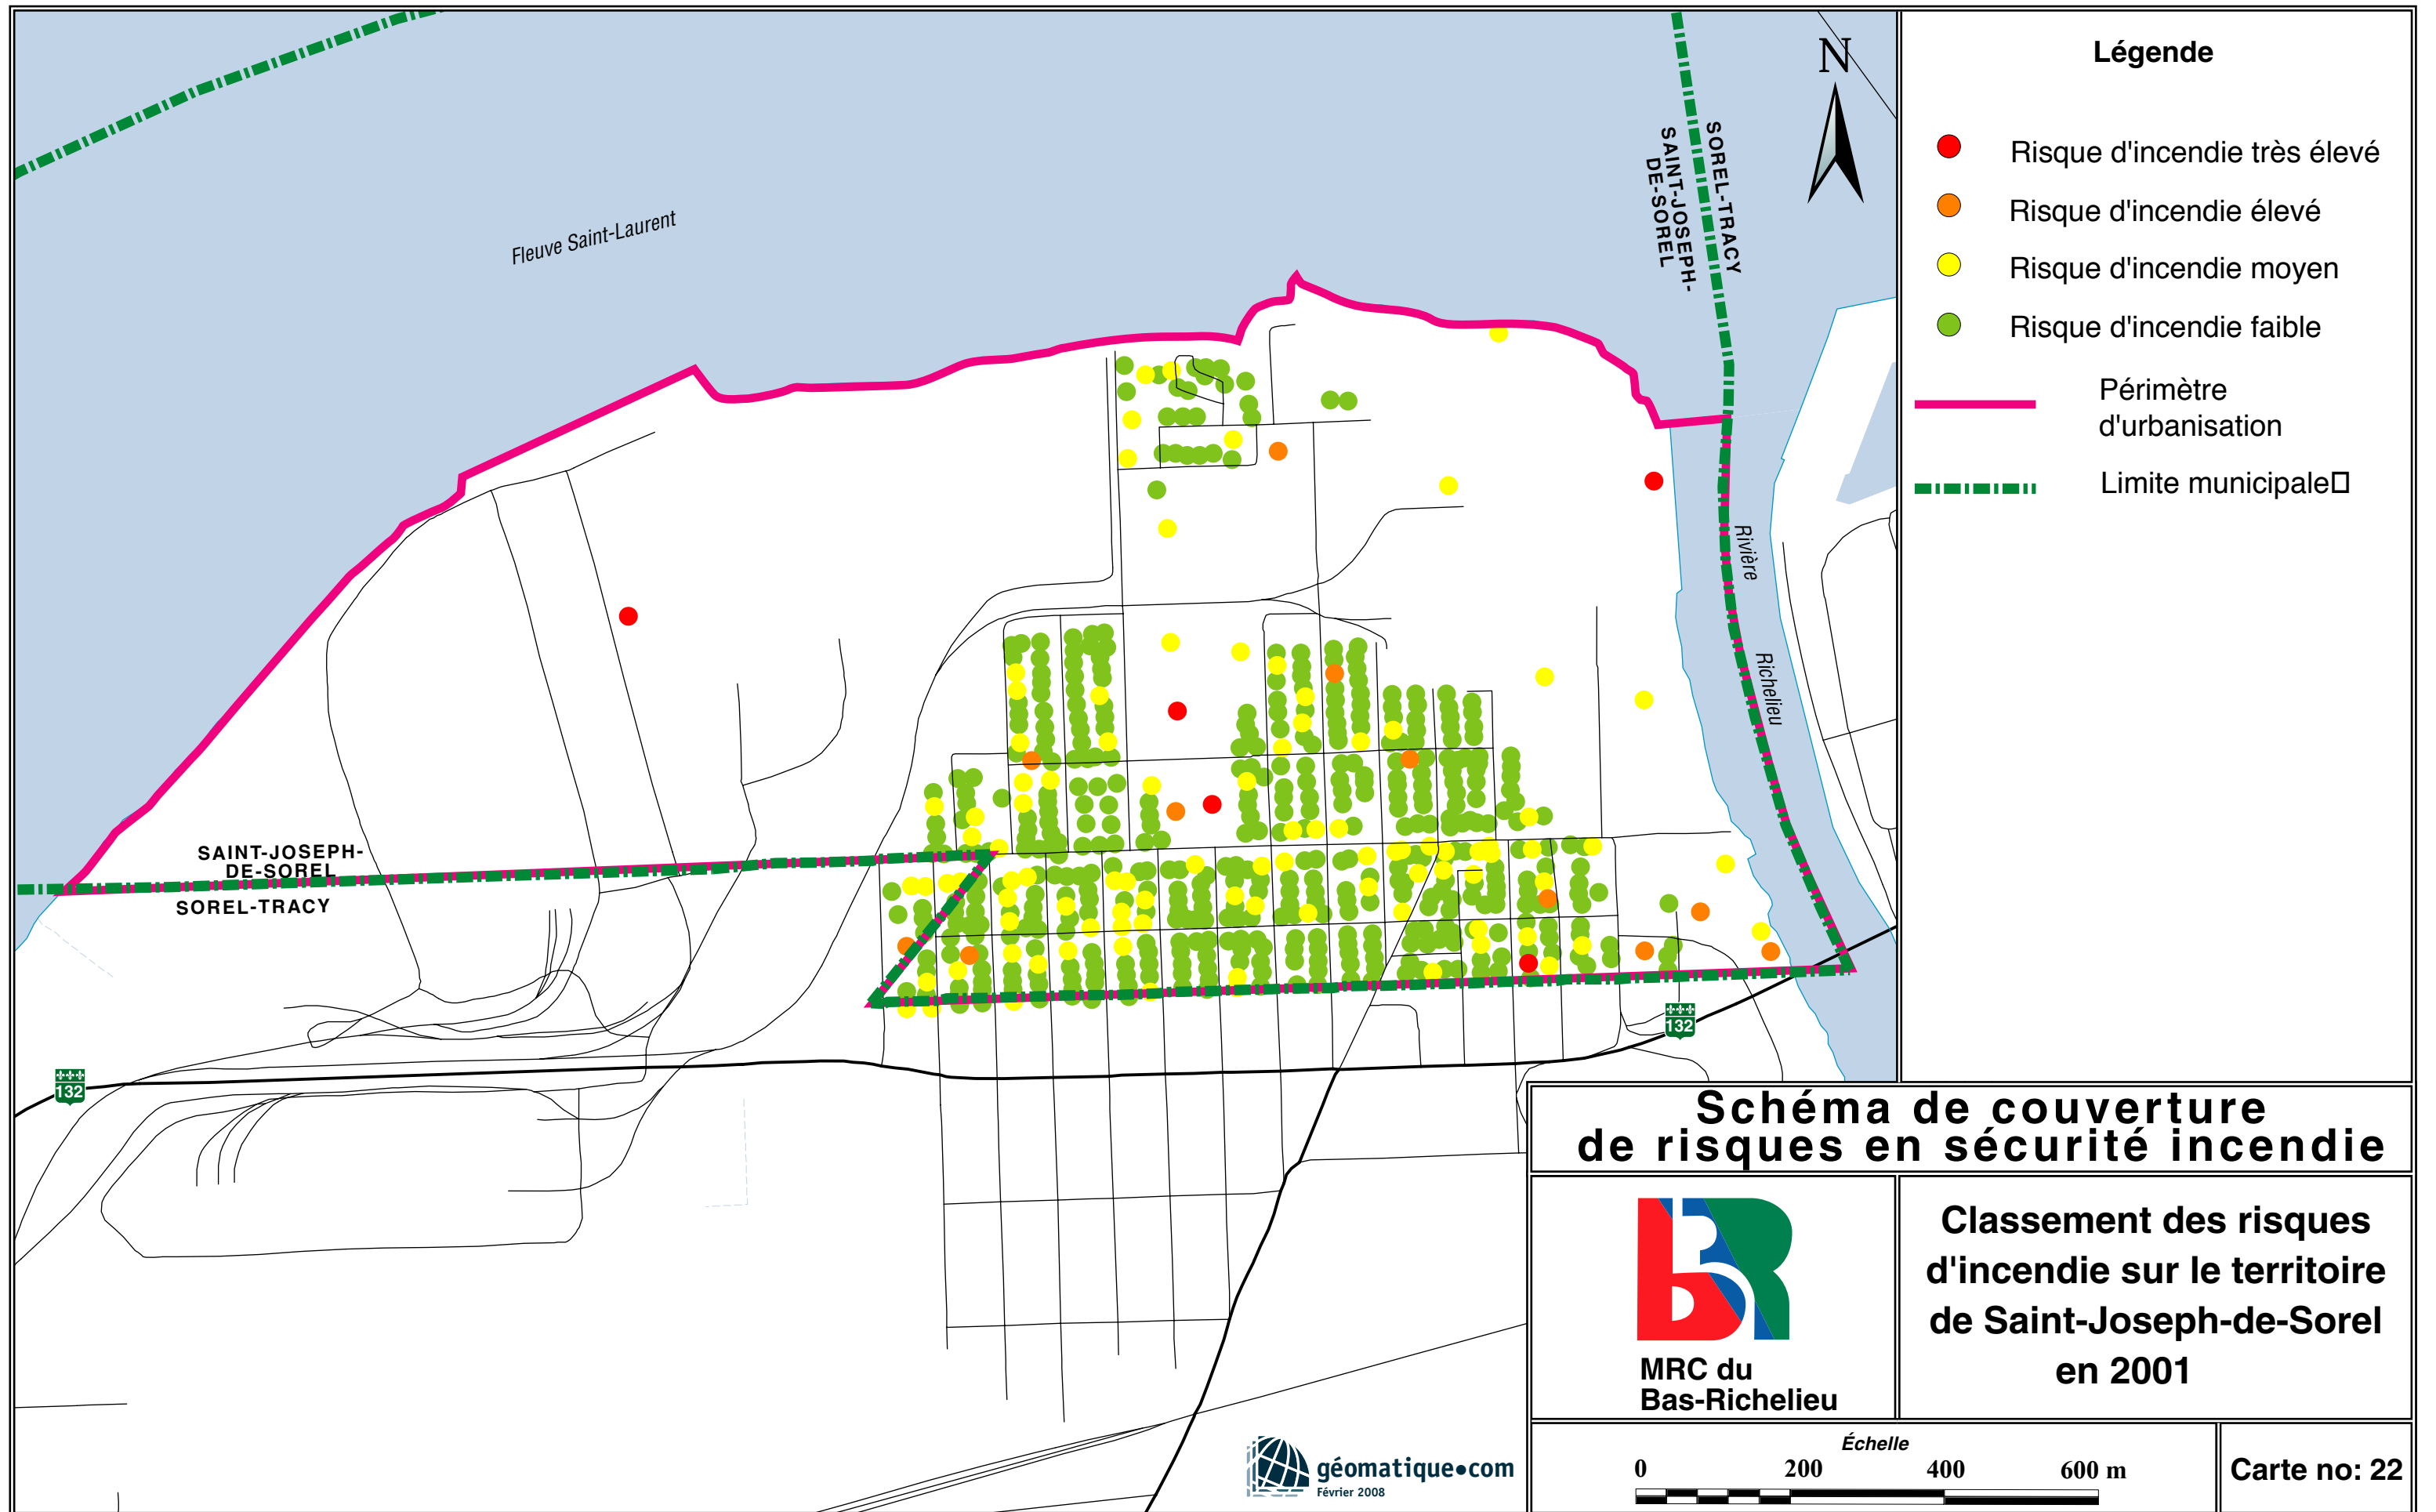 Fleuve Saint-Laurent
SAINT-JOSEPH-
DE-SOREL
SOREL-TRACY
N
Rivière
Richelieu
SAINT-JOSEPH-
DE-SOREL
SOREL-TRACY
132
132
Légende
Risque d'incendie très élevé
Risque d'incendie élevé
Risque d'incendie moyen
Risque d'incendie faible
Périmètre
d'urbanisation
Limite municipale□
Schéma de couverture
de risques en sécurité incendie
MRC du
Bas-Richelieu
Classement des risques
d'incendie sur le territoire
de Saint-Joseph-de-Sorel
en 2001
géomatique•com
Février 2008
Échelle
0 200 400 600 m
Carte no: 22